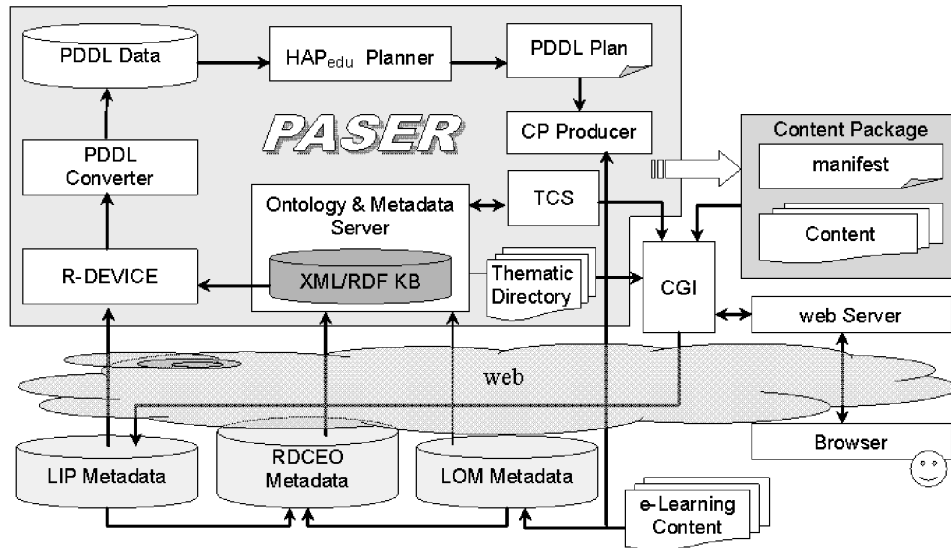 PDDL Data
HAPedu Planner
PDDL Plan
PASER
CP Producer
Content Package
manifest
Content
PDDL
Converter
Ontology & Metadata
Server
TCS
R-DEVICE
XML/RDF KB
Thematic
Directory
CGI
web Server
web
LIP Metadata
RDCEO
Metadata
LOM Metadata
Browser
e-Learning
Content